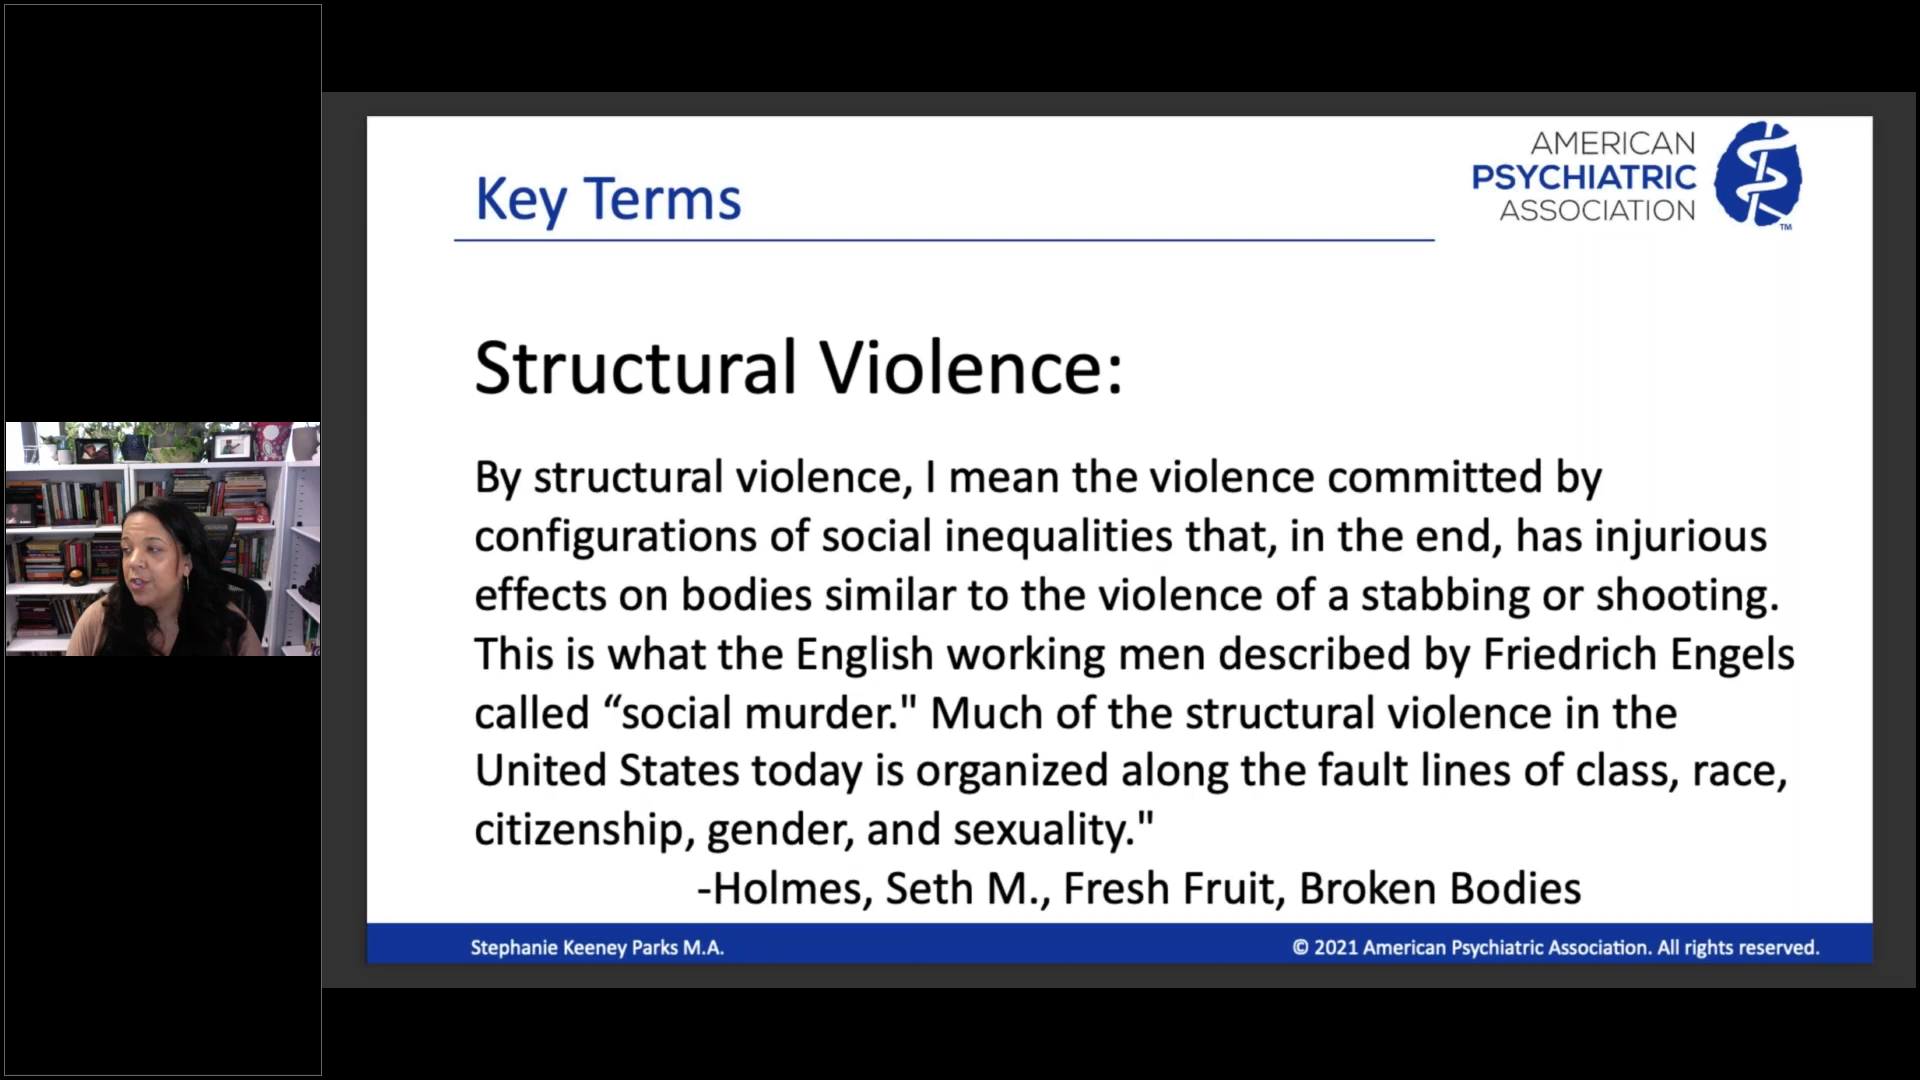 Key Terms
AMERICAN
PSYCHIATRIC
ASSOCIATION
TM
Structural Violence:
By structural violence, I mean the violence committed by
configurations of social inequalities that, in the end, has injurious
effects on bodies similar to the violence of a stabbing or shooting.
This is what the English working men described by Friedrich Engels
called “social murder." Much of the structural violence in the
United States today is organized along the fault lines of class, race,
citizenship, gender, and sexuality."
-Holmes, Seth M., Fresh Fruit, Broken Bodies
Stephanie Keeney Parks M.A.
© 2021 American Psychiatric Association. All rights reserved.